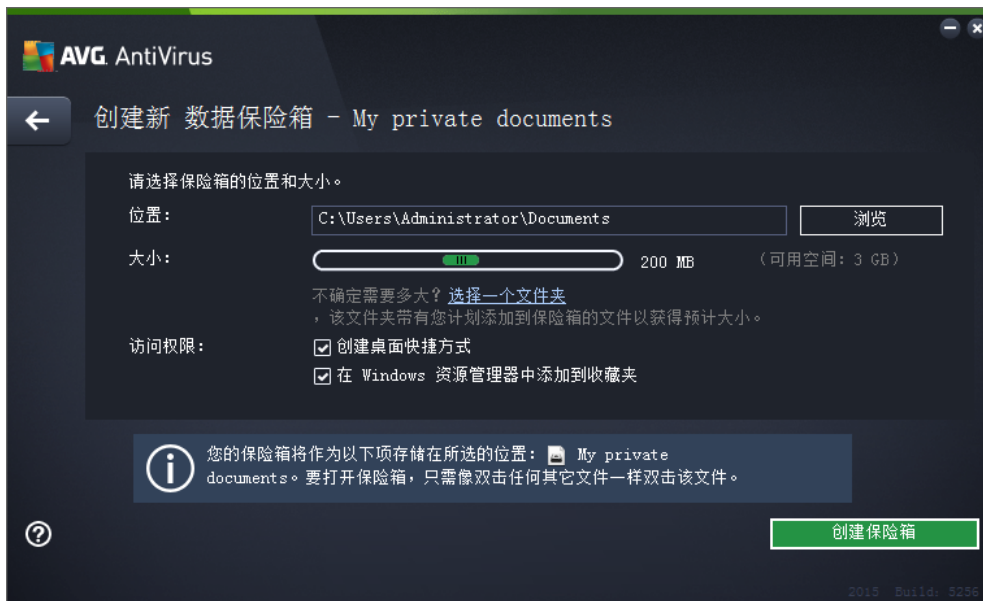 AVG. AntiVirus
创建新 数据保险箱 - My private documents
请选择保险箱的位置和大小。
位置：
C:\Users\Administrator\Documents
浏览
大小：
200 MB
（可用空间：3 GB）
不确定需要多大？选择一个文件夹
，该文件夹带有您计划添加到保险箱的文件以获得预计大小。
访问权限：
创建桌面快捷方式
在 Windows 资源管理器中添加到收藏夹
您的保险箱将作为以下项存储在所选的位置： My private
documents。要打开保险箱，只需像双击任何其它文件一样双击该文件。
创建保险箱
2015 Build: 5256